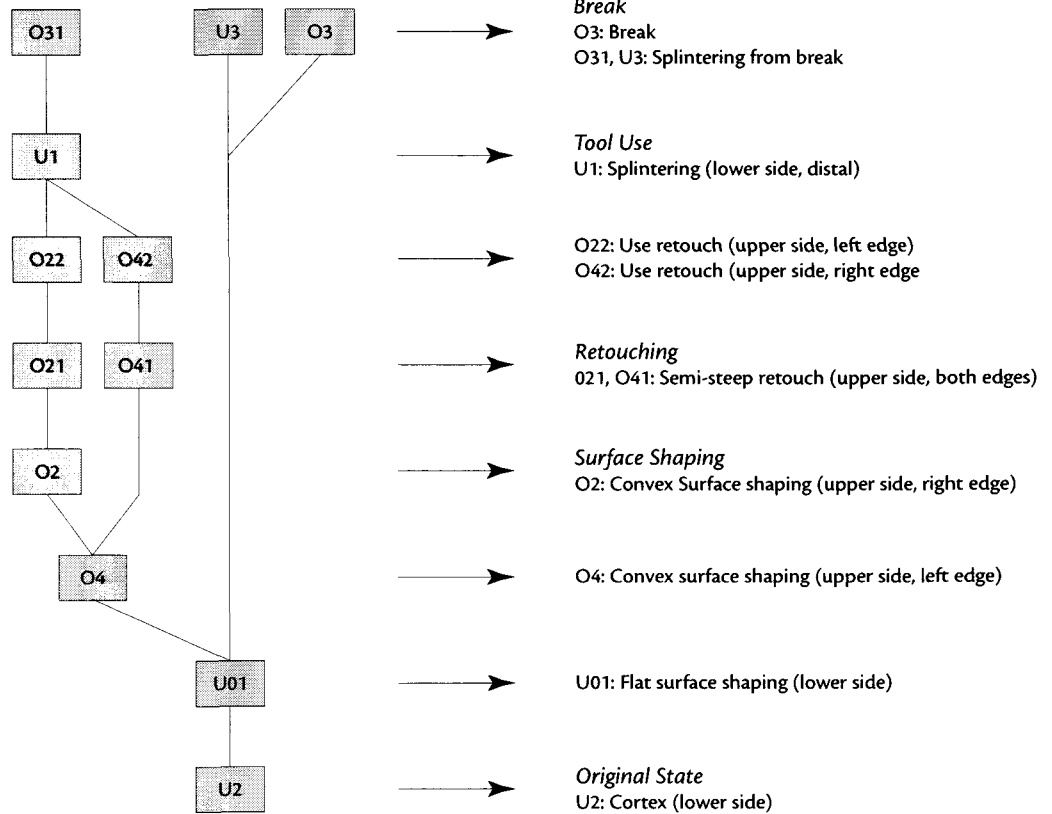 Break
O31
U3
O3
O3: Break
O31, U3: Splintering from break
Tool Use
U1
U1: Splintering (lower side, distal)
O22
O42
O22: Use retouch (upper side, left edge)
O42: Use retouch (upper side, right edge
Retouching
O21
O41
021, O41: Semi-steep retouch (upper side, both edges)
Surface Shaping
O2
O2: Convex Surface shaping (upper side, right edge)
O4
O4: Convex surface shaping (upper side, left edge)
U01
U01: Flat surface shaping (lower side)
Original State
U2
U2: Cortex (lower side)